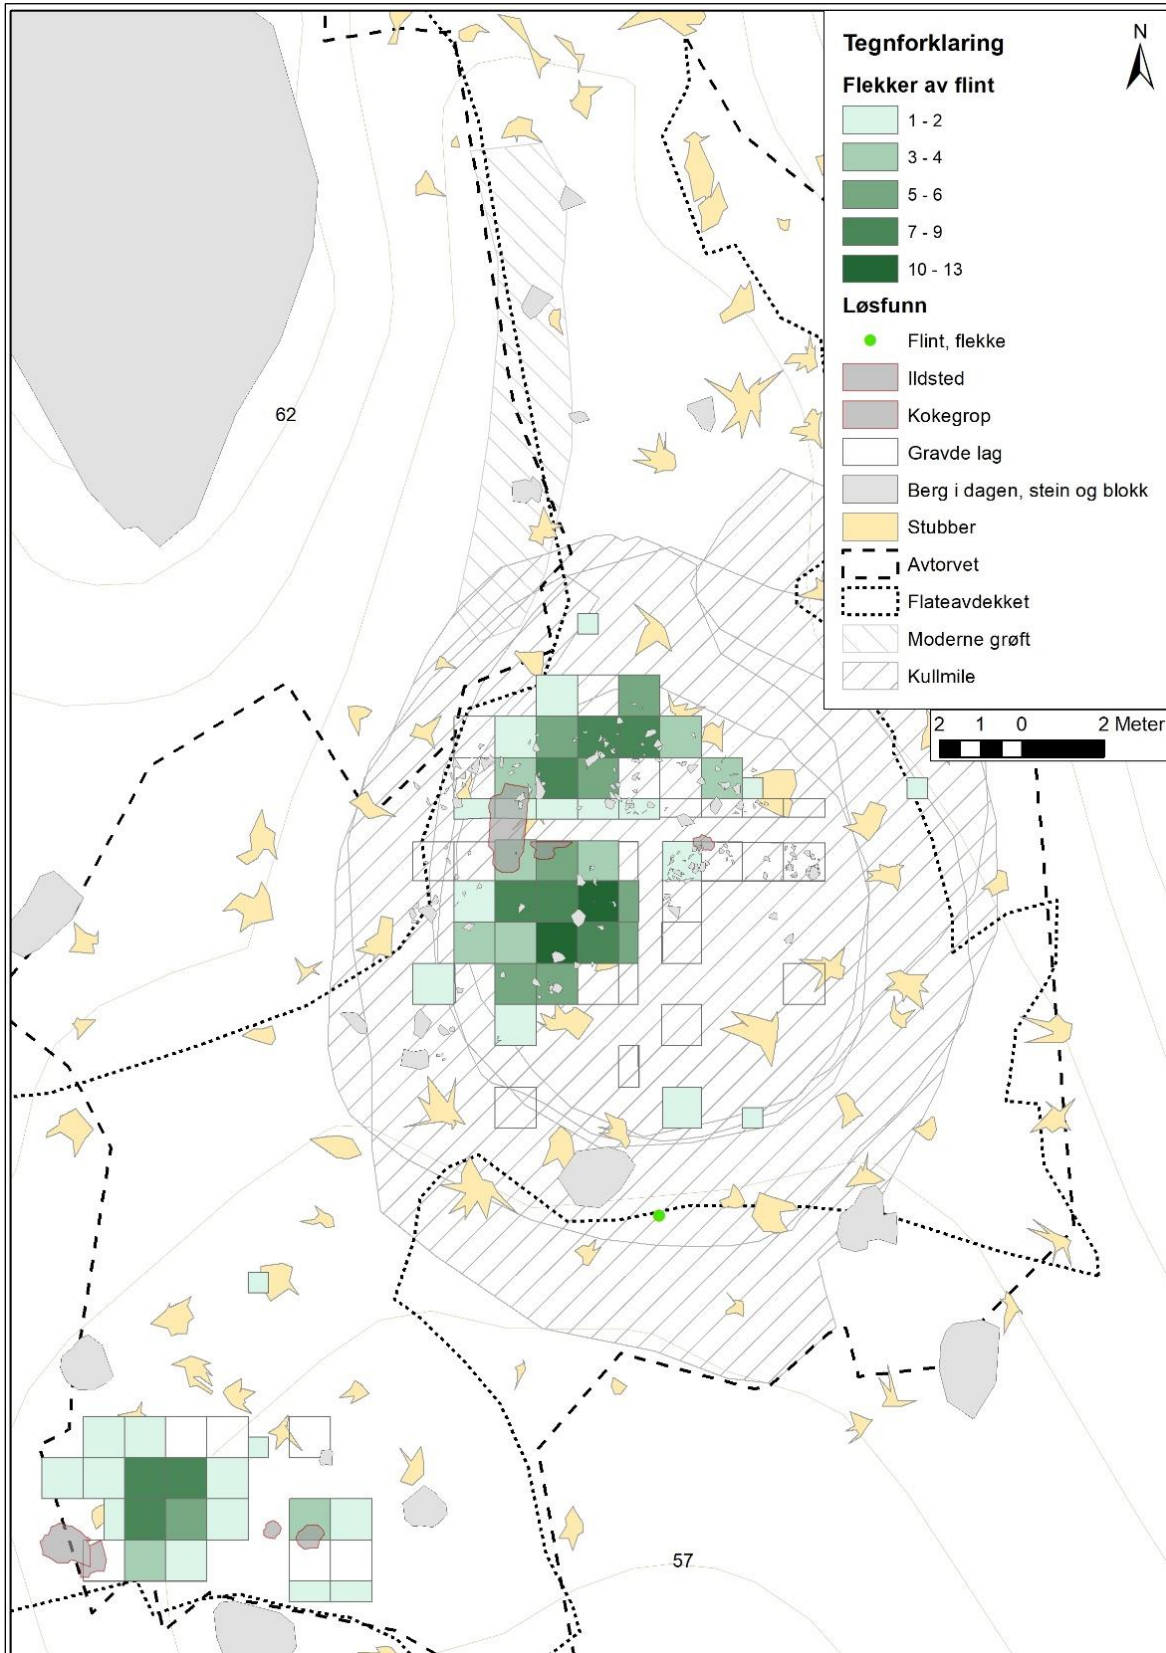 Tegnforklaring
N
Flekker av flint
1 - 2
3 - 4
5 - 6
7 - 9
10 - 13
Løsfunn
Flint, flekke
Ildsted
Kokegrop
Gravde lag
Berg i dagen, stein og blokk
Stubber
Avtorvet
Flateavdekket
Moderne grøft
Kullmile
2 1 0 2 Meter
62
57